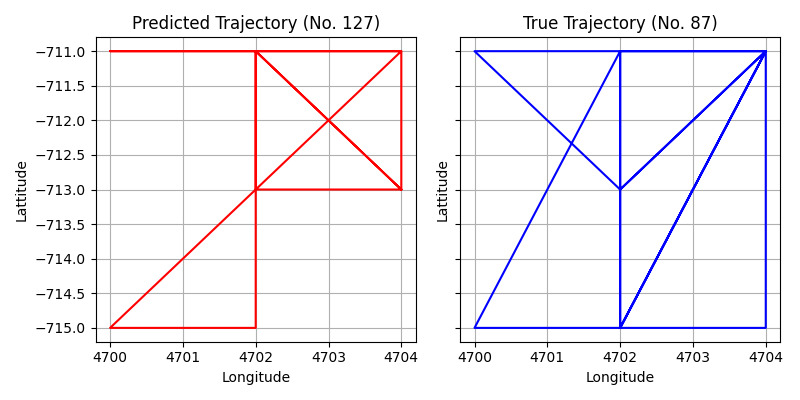 Predicted Trajectory (No. 127)
True Trajectory (No. 87)
−711.0
−711.5
−712.0
−712.5
−713.0
−713.5
−714.0
−714.5
−715.0
Lattitude
Lattitude
4700 4701 4702 4703 4704
4700 4701 4702 4703 4704
Longitude
Longitude